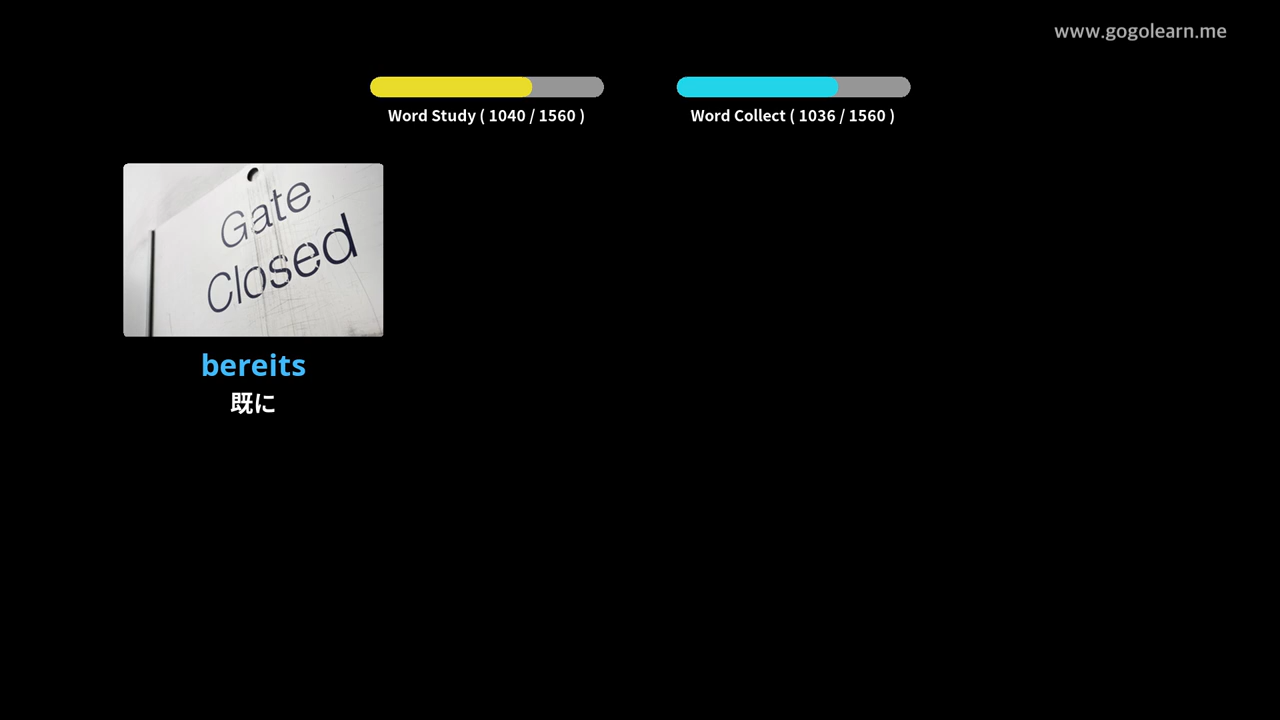 www.gogolearn.me
Word Study ( 1040 / 1560 )
Word Collect ( 1036 / 1560 )
Gate
Closed
bereits
既に